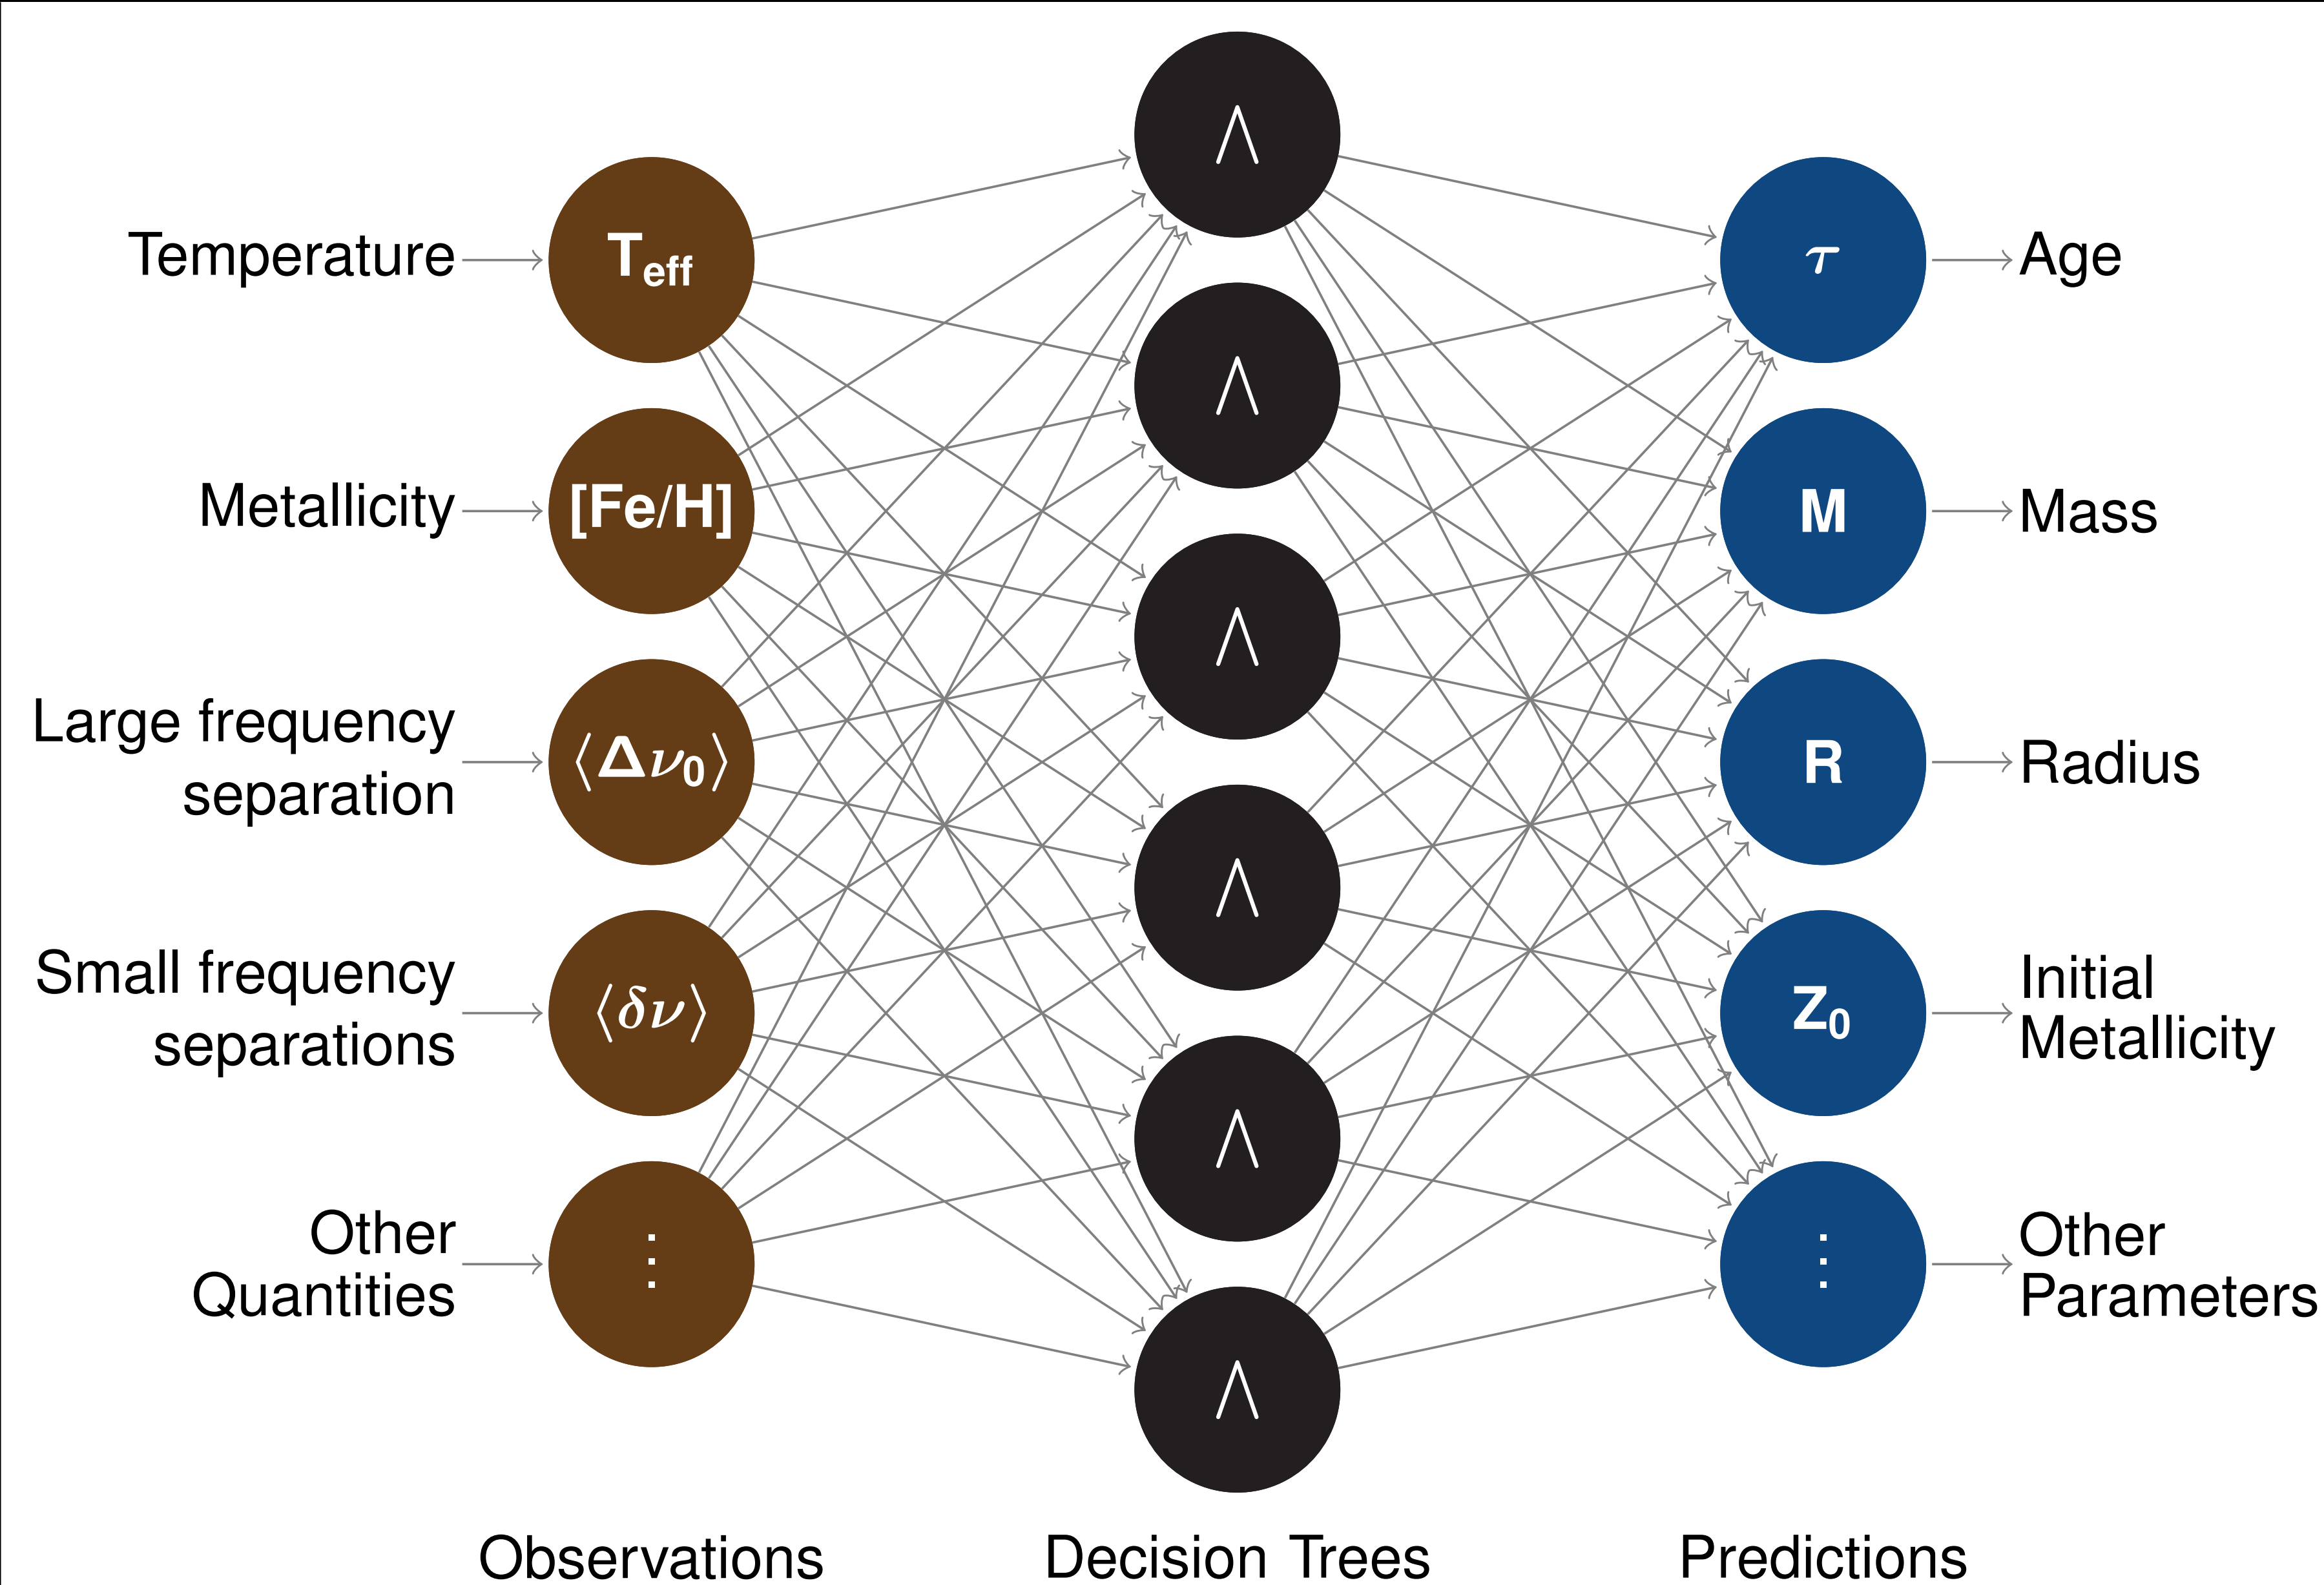 Temperature
T_eff
Λ
τ
Age
Metallicity
[Fe/H]
Λ
M
Mass
Large frequency
separation
⟨Δν₀⟩
Λ
R
Radius
Small frequency
separations
⟨δν⟩
Λ
Z₀
Initial
Metallicity
Other
Quantities
⋮
Λ
⋮
Other
Parameters
Λ
Observations
Decision Trees
Predictions